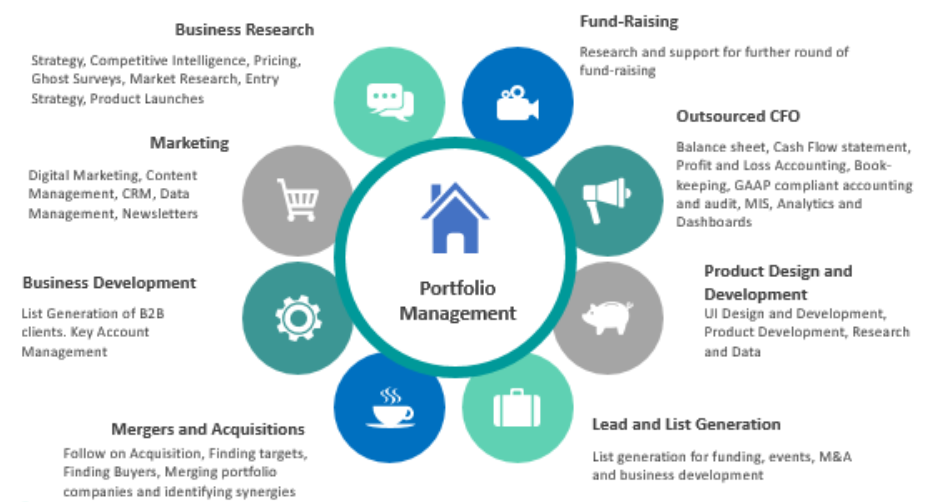 Business Research
Strategy, Competitive Intelligence, Pricing,
Ghost Surveys, Market Research, Entry
Strategy, Product Launches
Fund-Raising
Research and support for further round of
fund-raising
Marketing
Digital Marketing, Content
Management, CRM, Data
Management, Newsletters
Outsourced CFO
Balance sheet, Cash Flow statement,
Profit and Loss Accounting, Book-
keeping, GAAP compliant accounting
and audit, MIS, Analytics and
Dashboards
Portfolio
Management
Business Development
List Generation of B2B
clients. Key Account
Management
Product Design and
Development
UI Design and Development,
Product Development, Research
and Data
Mergers and Acquisitions
Follow on Acquisition, Finding targets,
Finding Buyers, Merging portfolio
companies and identifying synergies
Lead and List Generation
List generation for funding, events, M&A
and business development